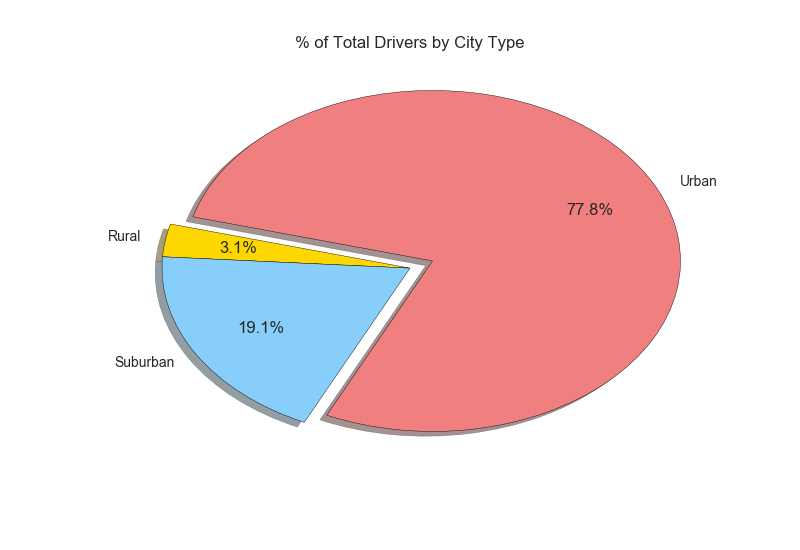 % of Total Drivers by City Type
Urban
77.8%
Rural
3.1%
19.1%
Suburban